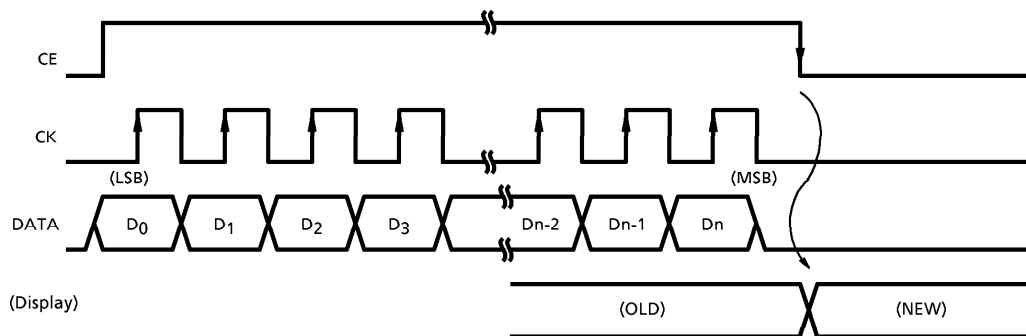 CE
CK
(LSB) (MSB)
DATA D0 D1 D2 D3 Dn-2 Dn-1 Dn
(Display) (OLD) (NEW)